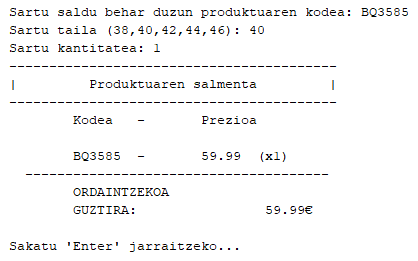 Sartu saldu behar duzun produktuaren kodea: BQ3585
Sartu taila (38,40,42,44,46): 40
Sartu kantitatea: 1
-----------------------------------------
| Produktuaren salmenta |
-----------------------------------------
Kodea - Prezioa
BQ3585 - 59.99 (x1)
--------------------------------------
ORDAINTZEKOA
GUZTIRA: 59.99€
Sakatu 'Enter' jarraitzeko...